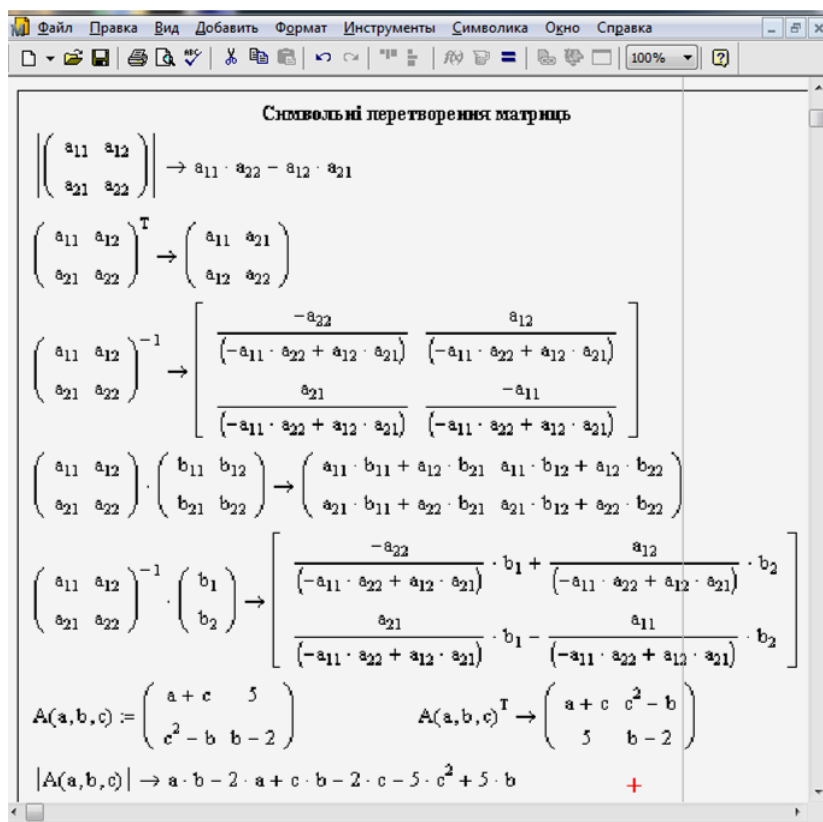 Файл Правка Вид Добавить Формат Инструменты Символика Окно Справка
100%
Символьні перетворення матриць
|( a₁₁ a₁₂ ; a₂₁ a₂₂ )| → a₁₁ · a₂₂ − a₁₂ · a₂₁
( a₁₁ a₁₂ ; a₂₁ a₂₂ )ᵀ → ( a₁₁ a₂₁ ; a₁₂ a₂₂ )
( a₁₁ a₁₂ ; a₂₁ a₂₂ )⁻¹ → [ −a₂₂ / (−a₁₁ · a₂₂ + a₁₂ · a₂₁) a₁₂ / (−a₁₁ · a₂₂ + a₁₂ · a₂₁) ; a₂₁ / (−a₁₁ · a₂₂ + a₁₂ · a₂₁) −a₁₁ / (−a₁₁ · a₂₂ + a₁₂ · a₂₁) ]
( a₁₁ a₁₂ ; a₂₁ a₂₂ ) · ( b₁₁ b₁₂ ; b₂₁ b₂₂ ) → ( a₁₁ · b₁₁ + a₁₂ · b₂₁ a₁₁ · b₁₂ + a₁₂ · b₂₂ ; a₂₁ · b₁₁ + a₂₂ · b₂₁ a₂₁ · b₁₂ + a₂₂ · b₂₂ )
( a₁₁ a₁₂ ; a₂₁ a₂₂ )⁻¹ · ( b₁ ; b₂ ) → [ −a₂₂ / (−a₁₁ · a₂₂ + a₁₂ · a₂₁) · b₁ + a₁₂ / (−a₁₁ · a₂₂ + a₁₂ · a₂₁) · b₂ ; a₂₁ / (−a₁₁ · a₂₂ + a₁₂ · a₂₁) · b₁ − a₁₁ / (−a₁₁ · a₂₂ + a₁₂ · a₂₁) · b₂ ]
A(a,b,c) := ( a + c 5 ; c² − b b − 2 ) A(a,b,c)ᵀ → ( a + c c² − b ; 5 b − 2 )
|A(a,b,c)| → a · b − 2 · a + c · b − 2 · c − 5 · c² + 5 · b